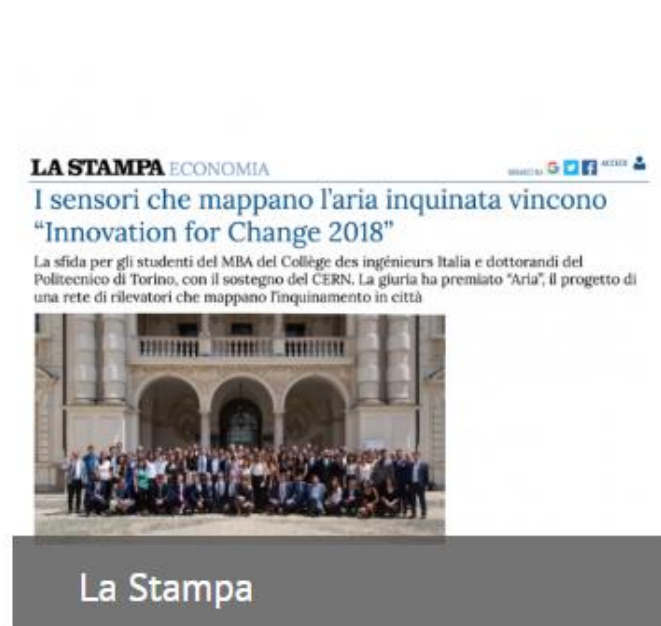 LA STAMPA ECONOMIA
ACCEDI
I sensori che mappano l'aria inquinata vincono
“Innovation for Change 2018”
La sfida per gli studenti del MBA del Collège des ingénieurs Italia e dottorandi del
Politecnico di Torino, con il sostegno del CERN. La giuria ha premiato “Aria”, il progetto di
una rete di rilevatori che mappano l'inquinamento in città
La Stampa